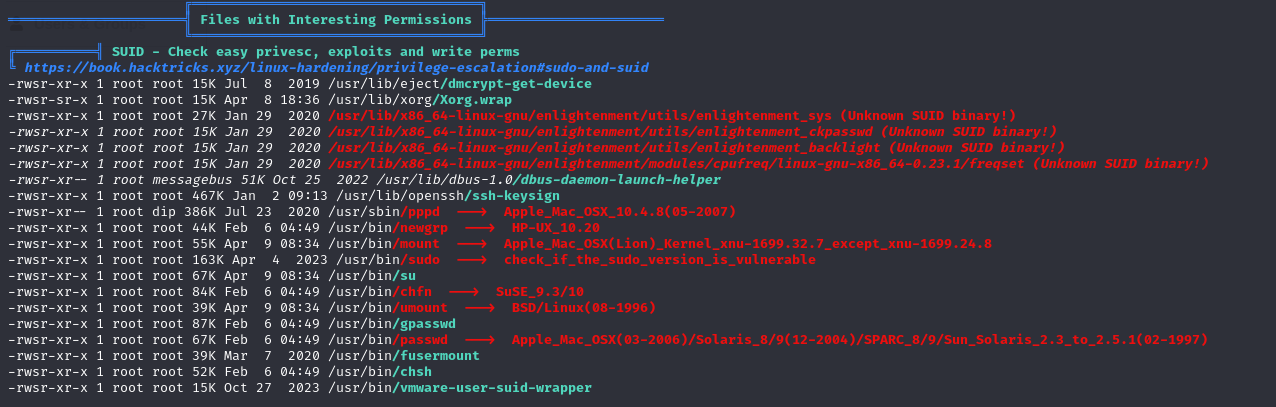 Files with Interesting Permissions
SUID - Check easy privesc, exploits and write perms
https://book.hacktricks.xyz/linux-hardening/privilege-escalation#sudo-and-suid
-rwsr-xr-x 1 root root 15K Jul  8  2019 /usr/lib/eject/dmcrypt-get-device
-rwsr-sr-x 1 root root 15K Apr  8 18:36 /usr/lib/xorg/Xorg.wrap
-rwsr-xr-x 1 root root 27K Jan 29  2020 /usr/lib/x86_64-linux-gnu/enlightenment/utils/enlightenment_sys (Unknown SUID binary!)
-rwsr-xr-x 1 root root 15K Jan 29  2020 /usr/lib/x86_64-linux-gnu/enlightenment/utils/enlightenment_ckpasswd (Unknown SUID binary!)
-rwsr-xr-x 1 root root 15K Jan 29  2020 /usr/lib/x86_64-linux-gnu/enlightenment/utils/enlightenment_backlight (Unknown SUID binary!)
-rwsr-xr-x 1 root root 15K Jan 29  2020 /usr/lib/x86_64-linux-gnu/enlightenment/modules/cpufreq/linux-gnu-x86_64-0.23.1/freqset (Unknown SUID binary!)
-rwsr-xr-- 1 root messagebus 51K Oct 25  2022 /usr/lib/dbus-1.0/dbus-daemon-launch-helper
-rwsr-xr-x 1 root root 467K Jan  2 09:13 /usr/lib/openssh/ssh-keysign
-rwsr-xr-- 1 root dip 386K Jul 23  2020 /usr/sbin/pppd  --->  Apple_Mac_OSX_10.4.8(05-2007)
-rwsr-xr-x 1 root root 44K Feb  6 04:49 /usr/bin/newgrp  --->  HP-UX_10.20
-rwsr-xr-x 1 root root 55K Apr  9 08:34 /usr/bin/mount  --->  Apple_Mac_OSX(Lion)_Kernel_xnu-1699.32.7_except_xnu-1699.24.8
-rwsr-xr-x 1 root root 163K Apr  4  2023 /usr/bin/sudo  --->  check_if_the_sudo_version_is_vulnerable
-rwsr-xr-x 1 root root 67K Apr  9 08:34 /usr/bin/su
-rwsr-xr-x 1 root root 84K Feb  6 04:49 /usr/bin/chfn  --->  SuSE_9.3/10
-rwsr-xr-x 1 root root 39K Apr  9 08:34 /usr/bin/umount  --->  BSD/Linux(08-1996)
-rwsr-xr-x 1 root root 87K Feb  6 04:49 /usr/bin/gpasswd
-rwsr-xr-x 1 root root 67K Feb  6 04:49 /usr/bin/passwd  --->  Apple_Mac_OSX(03-2006)/Solaris_8/9(12-2004)/SPARC_8/9/Sun_Solaris_2.3_to_2.5.1(02-1997)
-rwsr-xr-x 1 root root 39K Mar  7  2020 /usr/bin/fusermount
-rwsr-xr-x 1 root root 52K Feb  6 04:49 /usr/bin/chsh
-rwsr-xr-x 1 root root 15K Oct 27  2023 /usr/bin/vmware-user-suid-wrapper